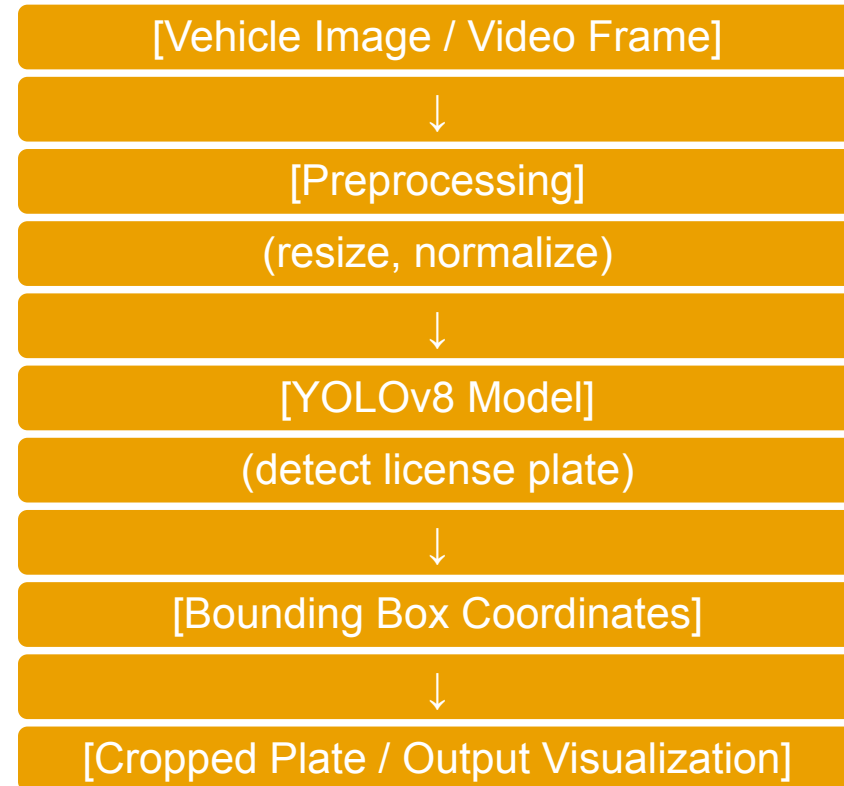 [Vehicle Image / Video Frame]
↓
[Preprocessing]
(resize, normalize)
↓
[YOLOv8 Model]
(detect license plate)
↓
[Bounding Box Coordinates]
↓
[Cropped Plate / Output Visualization]